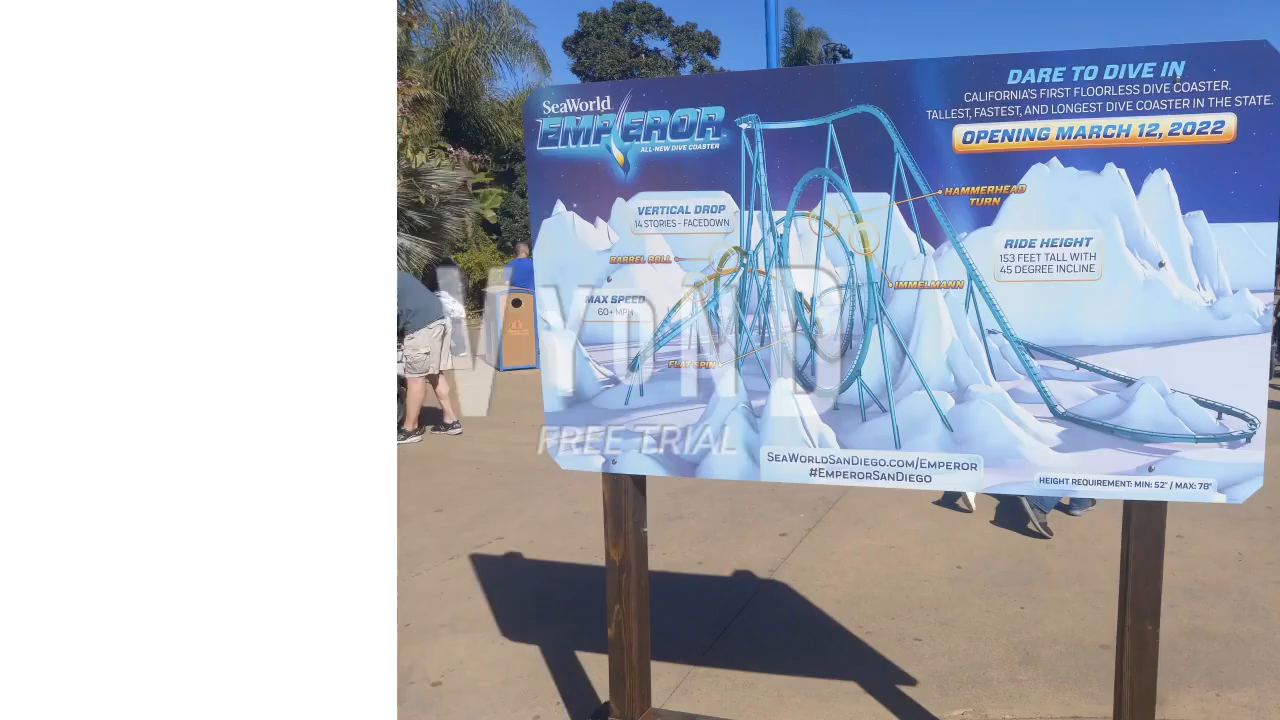 SeaWorld
EMPEROR
ALL-NEW DIVE COASTER
DARE TO DIVE IN
CALIFORNIA'S FIRST FLOORLESS DIVE COASTER.
TALLEST, FASTEST, AND LONGEST DIVE COASTER IN THE STATE.
OPENING MARCH 12, 2022
HAMMERHEAD
TURN
VERTICAL DROP
14 STORIES - FACEDOWN
RIDE HEIGHT
153 FEET TALL WITH
45 DEGREE INCLINE
BARREL ROLL
IMMELMANN
MAX SPEED
60+ MPH
FLAT SPIN
VYOND
FREE TRIAL
SEAWORLDSANDIEGO.COM/EMPEROR
#EMPERORSANDIEGO
HEIGHT REQUIREMENT: MIN: 52" / MAX: 78"